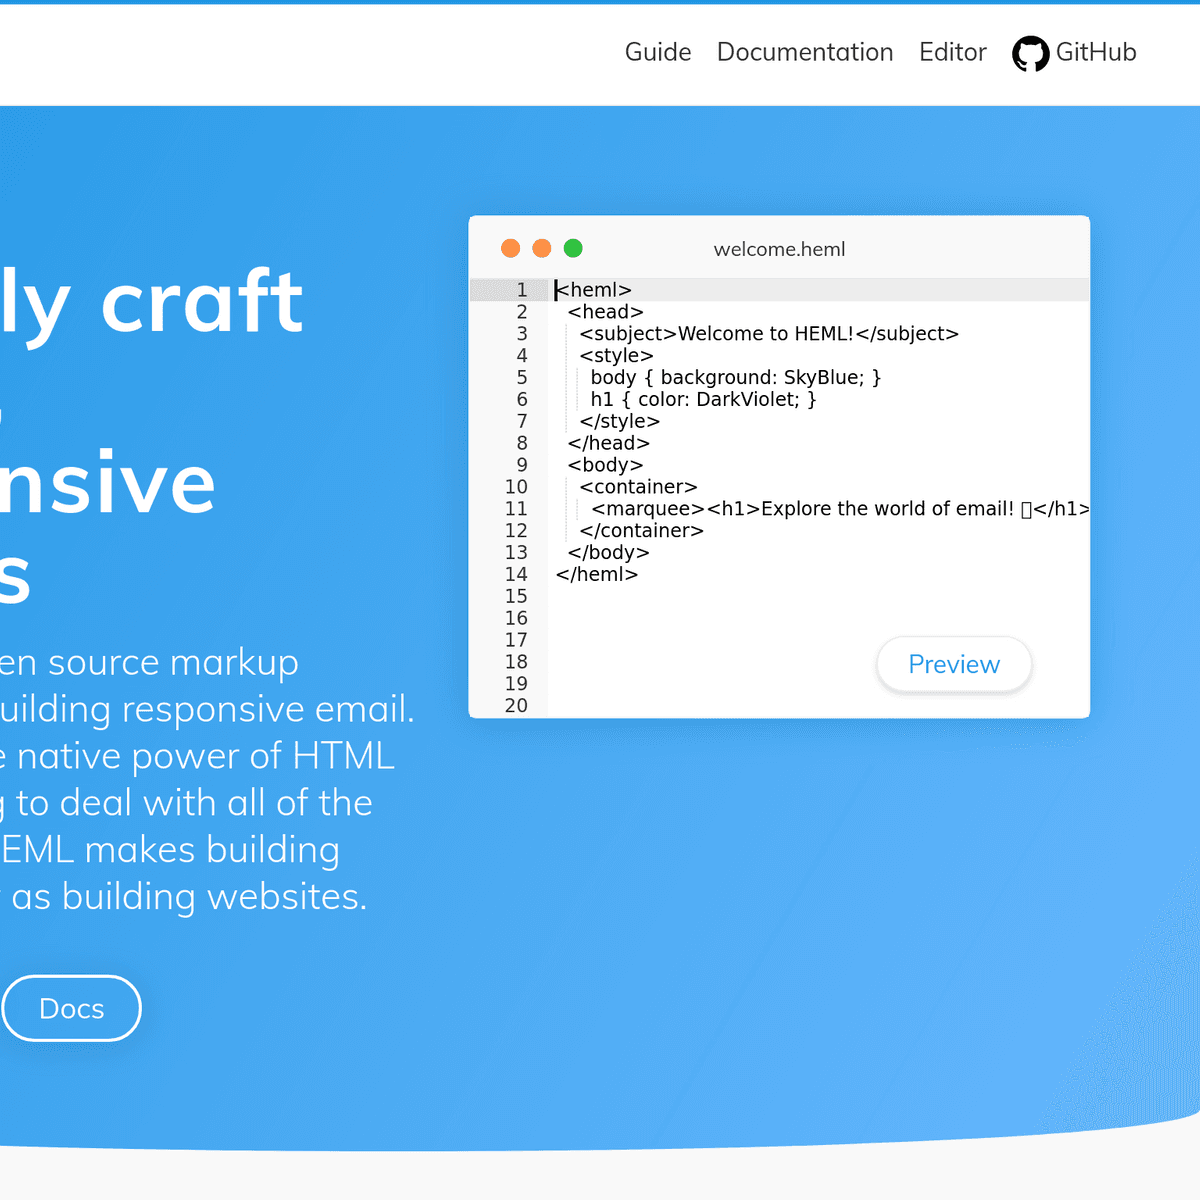 Guide Documentation Editor GitHub
ly craft
,
nsive
s
en source markup
uilding responsive email.
e native power of HTML
g to deal with all of the
EML makes building
as building websites.
Docs
welcome.heml
1 <heml>
2 <head>
3 <subject>Welcome to HEML!</subject>
4 <style>
5 body { background: SkyBlue; }
6 h1 { color: DarkViolet; }
7 </style>
8 </head>
9 <body>
10 <container>
11 <marquee><h1>Explore the world of email! </h1>
12 </container>
13 </body>
14 </heml>
15
16
17
18
19
20
Preview